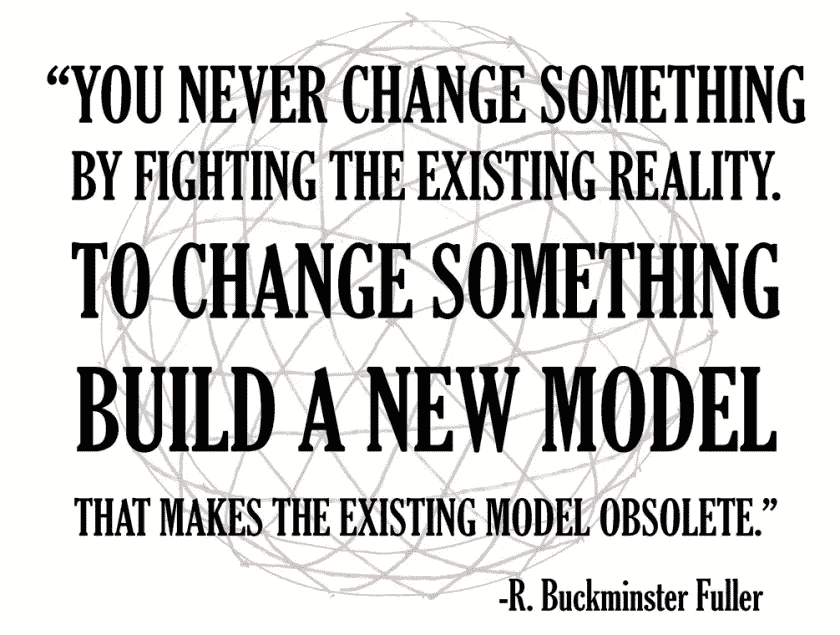 “YOU NEVER CHANGE SOMETHING
BY FIGHTING THE EXISTING REALITY.
TO CHANGE SOMETHING
BUILD A NEW MODEL
THAT MAKES THE EXISTING MODEL OBSOLETE.”
-R. Buckminster Fuller